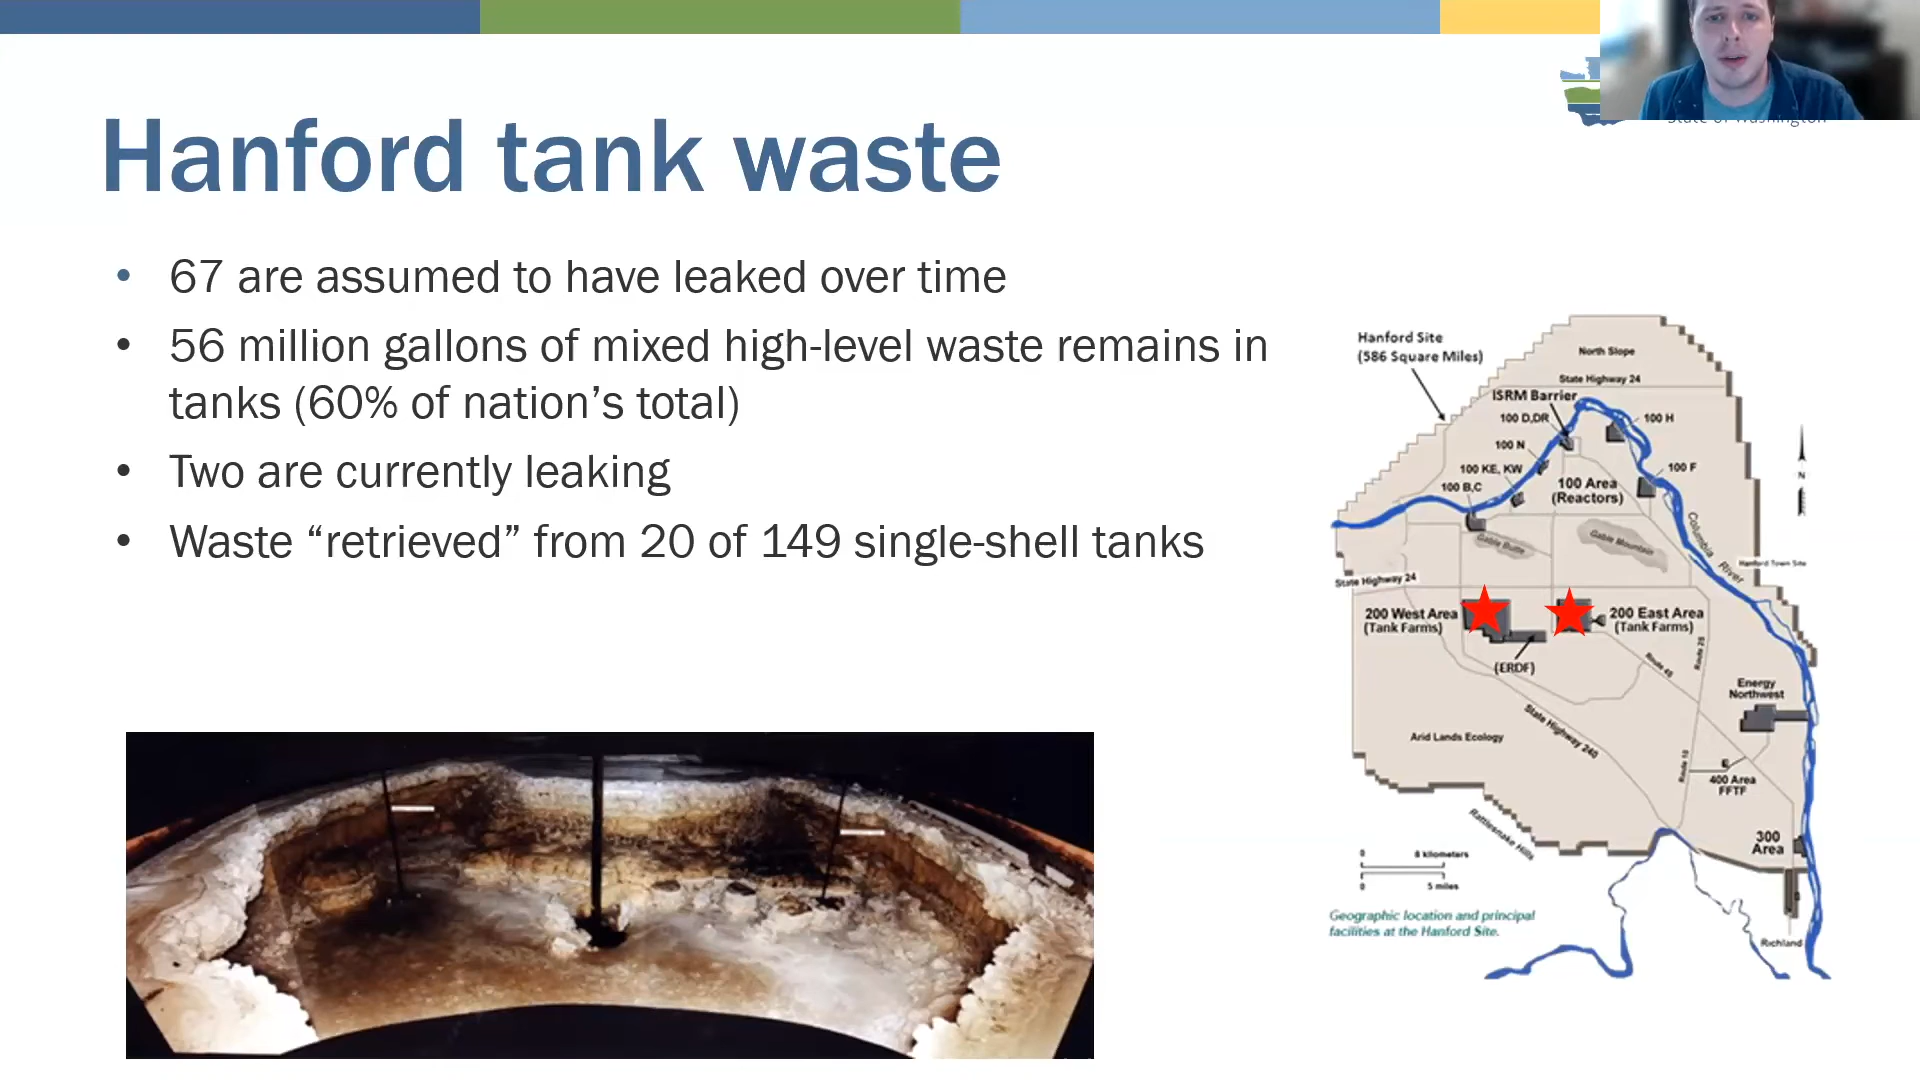 State of Washington
Hanford tank waste
• 67 are assumed to have leaked over time
• 56 million gallons of mixed high-level waste remains in
tanks (60% of nation’s total)
• Two are currently leaking
• Waste “retrieved” from 20 of 149 single-shell tanks
Hanford Site
(586 Square Miles)
North Slope
State Highway 24
ISRM Barrier
100 D,DR
100 H
100 N
100 KE, KW
100 F
100 B,C
100 Area
(Reactors)
N
Columbia
River
Gable Butte
Gable Mountain
Hanford Town Site
State Highway 24
200 West Area
(Tank Farms)
200 East Area
(Tank Farms)
(ERDF)
Energy
Northwest
State Highway 240
Arid Lands Ecology
400 Area
FFTF
Rattlesnake Hills
300
Area
0 8 kilometers
0 5 miles
Geographic location and principal
facilities at the Hanford Site.
Richland